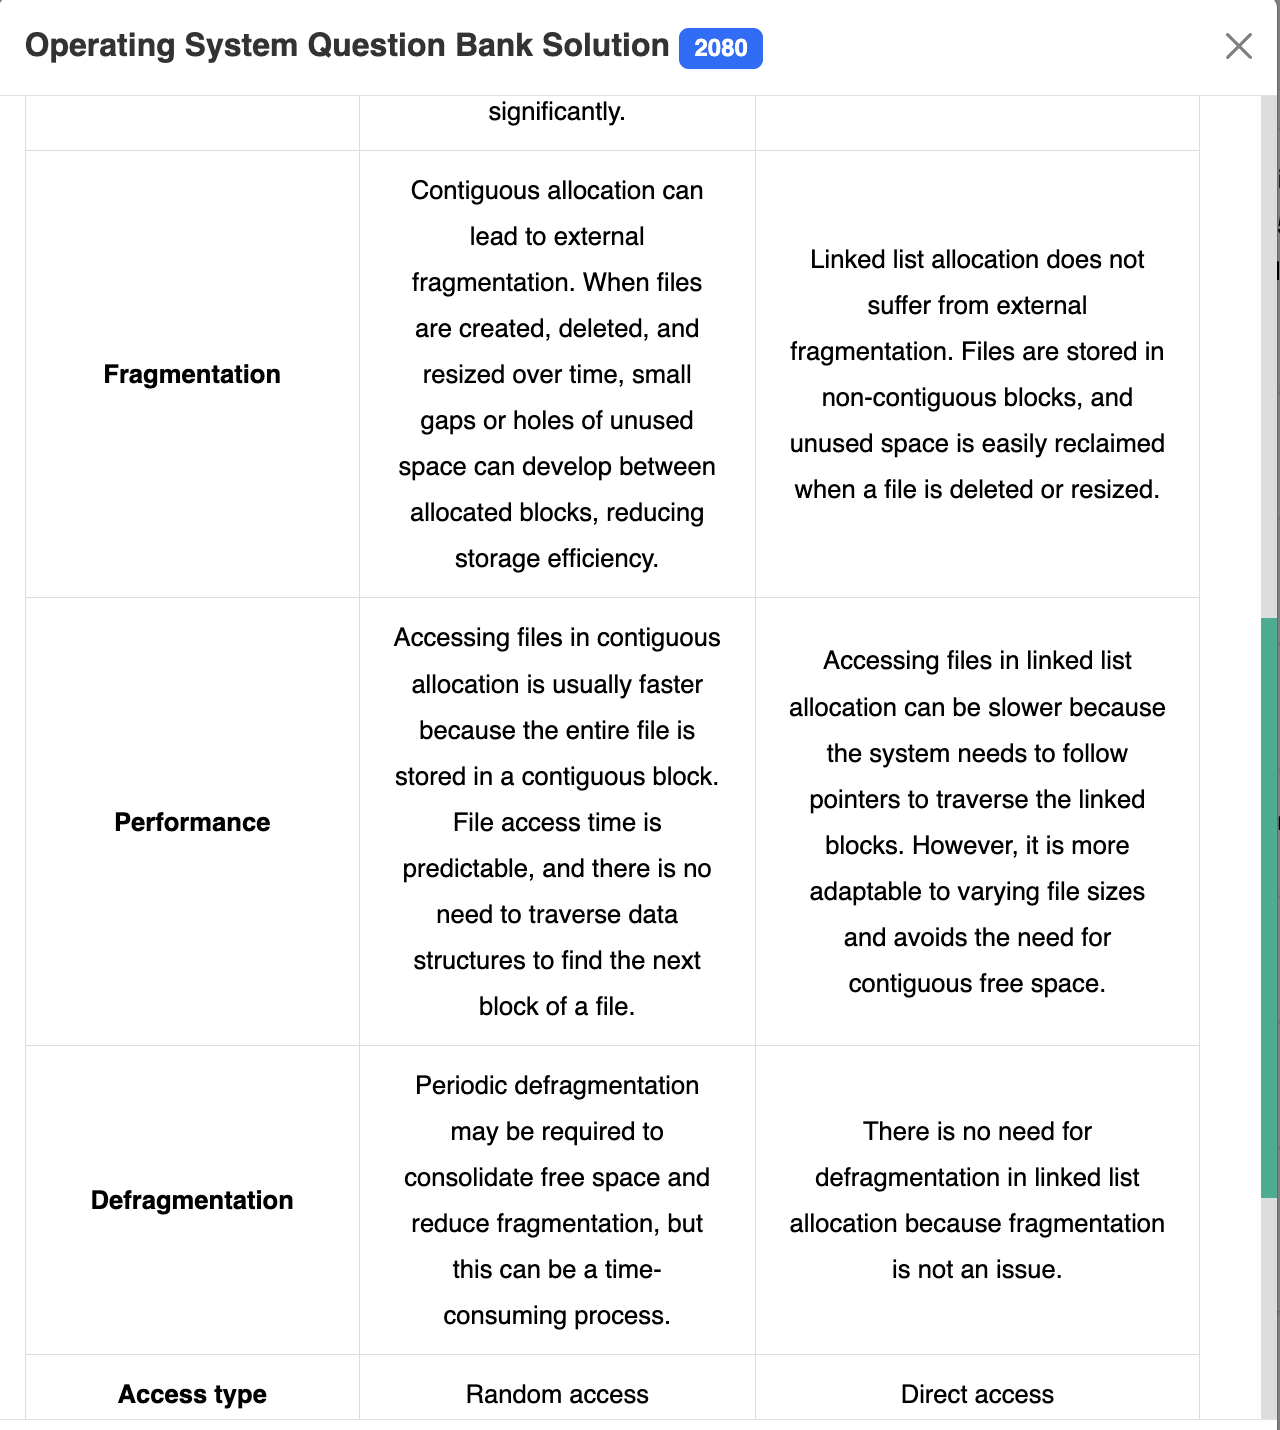 Operating System Question Bank Solution 2080
significantly.
Fragmentation
Contiguous allocation can
lead to external
fragmentation. When files
are created, deleted, and
resized over time, small
gaps or holes of unused
space can develop between
allocated blocks, reducing
storage efficiency.
Linked list allocation does not
suffer from external
fragmentation. Files are stored in
non-contiguous blocks, and
unused space is easily reclaimed
when a file is deleted or resized.
Performance
Accessing files in contiguous
allocation is usually faster
because the entire file is
stored in a contiguous block.
File access time is
predictable, and there is no
need to traverse data
structures to find the next
block of a file.
Accessing files in linked list
allocation can be slower because
the system needs to follow
pointers to traverse the linked
blocks. However, it is more
adaptable to varying file sizes
and avoids the need for
contiguous free space.
Defragmentation
Periodic defragmentation
may be required to
consolidate free space and
reduce fragmentation, but
this can be a time-
consuming process.
There is no need for
defragmentation in linked list
allocation because fragmentation
is not an issue.
Access type
Random access
Direct access